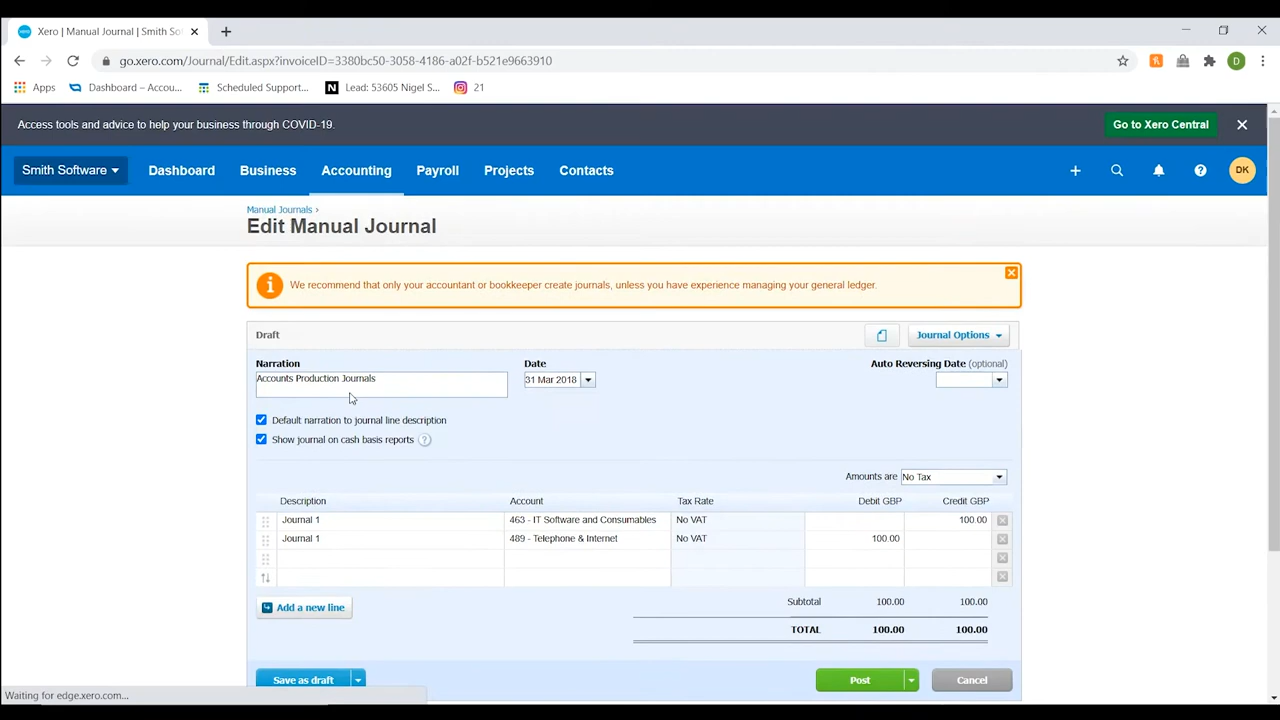 Xero | Manual Journal | Smith So
go.xero.com/Journal/Edit.aspx?invoiceID=3380bc50-3058-4186-a02f-b521e9663910
Apps Dashboard – Accou... Scheduled Support... Lead: 53605 Nigel S... 21
Access tools and advice to help your business through COVID-19. Go to Xero Central
Smith Software Dashboard Business Accounting Payroll Projects Contacts DK
Manual Journals ›
Edit Manual Journal
We recommend that only your accountant or bookkeeper create journals, unless you have experience managing your general ledger.
Draft Journal Options
Narration Date Auto Reversing Date (optional)
Accounts Production Journals 31 Mar 2018
Default narration to journal line description
Show journal on cash basis reports ?
Amounts are No Tax
Description Account Tax Rate Debit GBP Credit GBP
Journal 1 463 - IT Software and Consumables No VAT 100.00
Journal 1 489 - Telephone & Internet No VAT 100.00
Add a new line
Subtotal 100.00 100.00
TOTAL 100.00 100.00
Save as draft Post Cancel
Waiting for edge.xero.com...